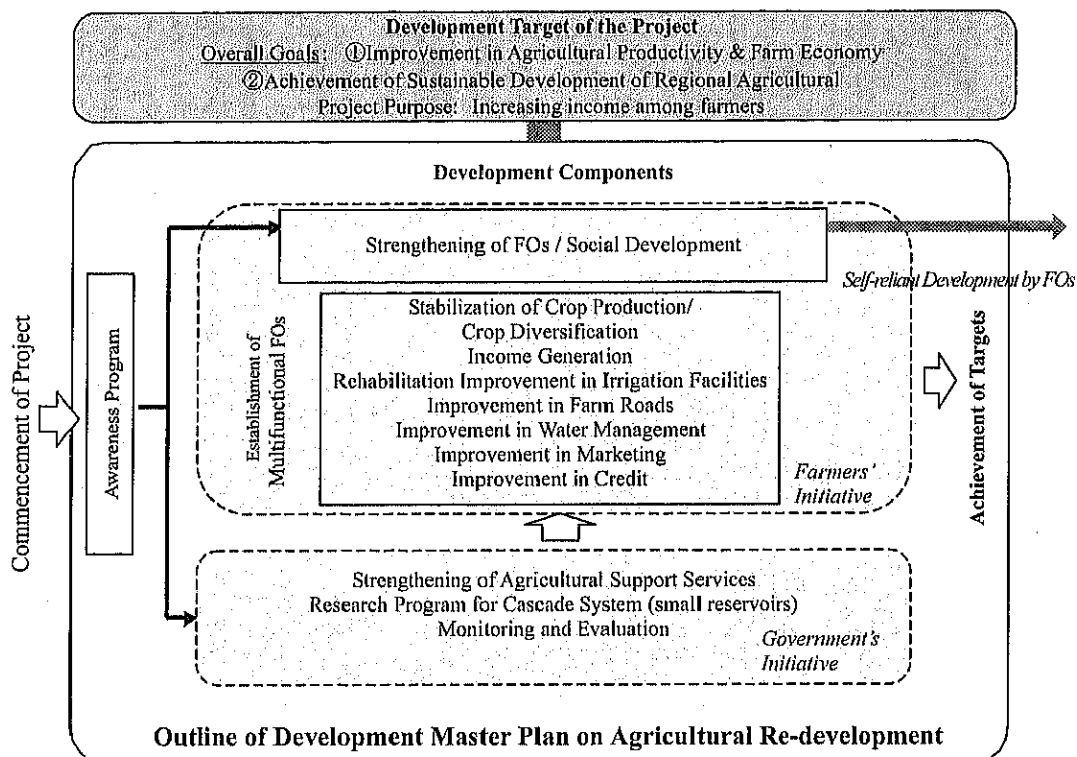 Development Target of the Project
Overall Goals: ①Improvement in Agricultural Productivity & Farm Economy
②Achievement of Sustainable Development of Regional Agricultural
Project Purpose: Increasing income among farmers
Development Components
Strengthening of FOs / Social Development
Self-reliant Development by FOs
Commencement of Project
Awareness Program
Establishment of
Multifunctional FOs
Stabilization of Crop Production/
Crop Diversification
Income Generation
Rehabilitation Improvement in Irrigation Facilities
Improvement in Farm Roads
Improvement in Water Management
Improvement in Marketing
Improvement in Credit
Farmers'
Initiative
Achievement of Targets
Strengthening of Agricultural Support Services
Research Program for Cascade System (small reservoirs)
Monitoring and Evaluation
Government's
Initiative
Outline of Development Master Plan on Agricultural Re-development